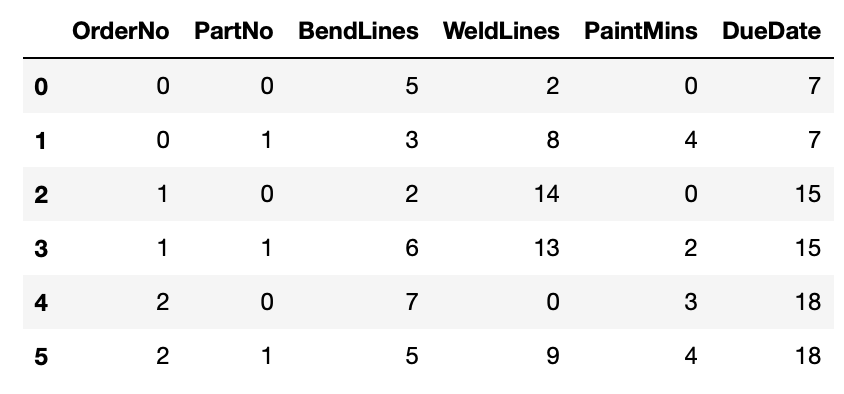 OrderNo PartNo BendLines WeldLines PaintMins DueDate
0 0 0 5 2 0 7
1 0 1 3 8 4 7
2 1 0 2 14 0 15
3 1 1 6 13 2 15
4 2 0 7 0 3 18
5 2 1 5 9 4 18